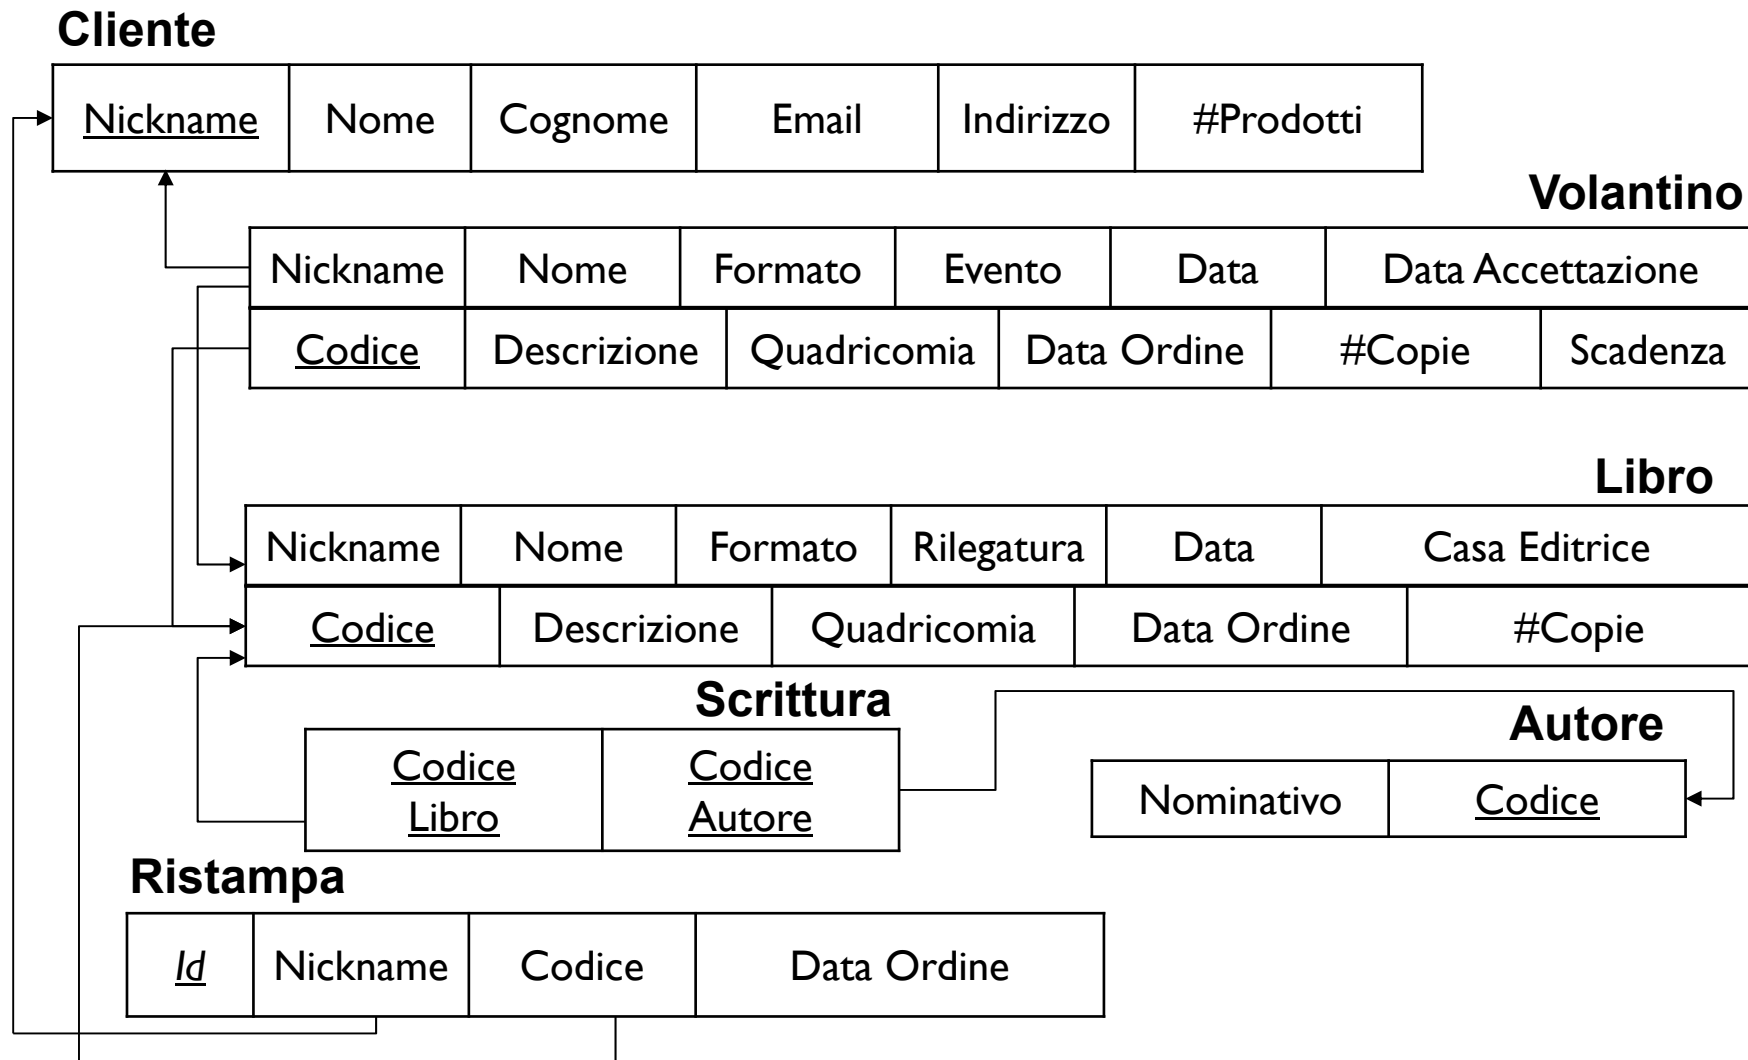 Cliente
Nickname Nome Cognome Email Indirizzo #Prodotti
Volantino
Nickname Nome Formato Evento Data Data Accettazione
Codice Descrizione Quadricomia Data Ordine #Copie Scadenza
Libro
Nickname Nome Formato Rilegatura Data Casa Editrice
Codice Descrizione Quadricomia Data Ordine #Copie
Scrittura
Codice Libro Codice Autore
Autore
Nominativo Codice
Ristampa
Id Nickname Codice Data Ordine